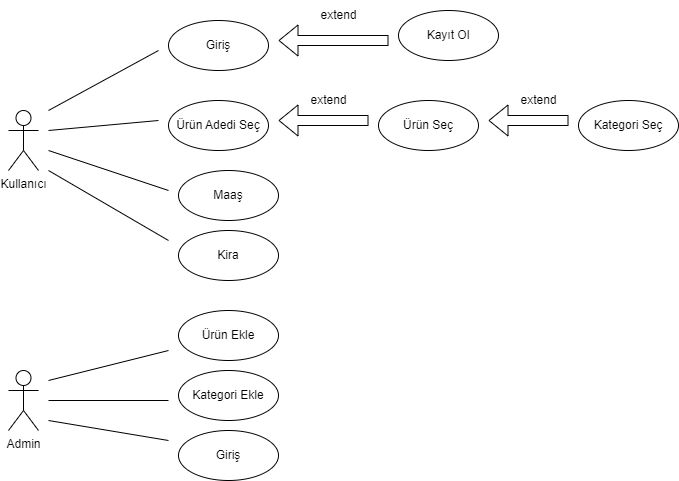 extend
Giriş
Kayıt Ol
extend
extend
Ürün Adedi Seç
Ürün Seç
Kategori Seç
Kullanıcı
Maaş
Kira
Ürün Ekle
Kategori Ekle
Admin
Giriş